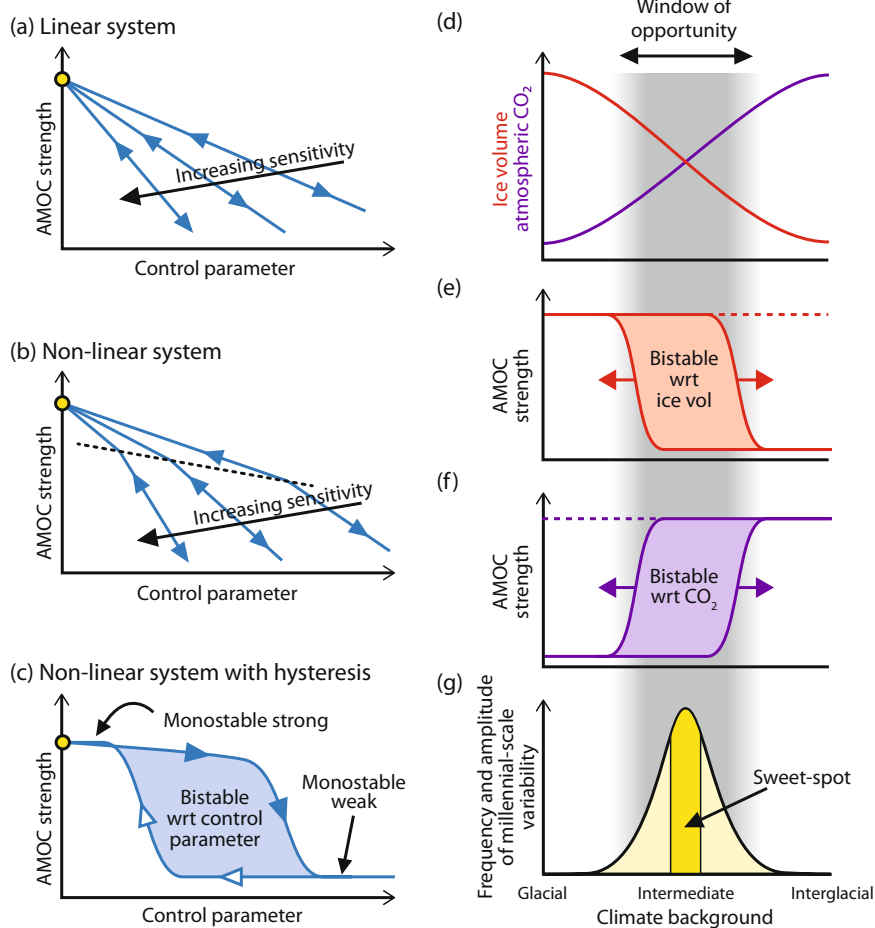 (a) Linear system
AMOC strength
Increasing sensitivity
Control parameter
(b) Non-linear system
AMOC strength
Increasing sensitivity
Control parameter
(c) Non-linear system with hysteresis
AMOC strength
Monostable strong
Monostable
weak
Bistable
wrt control
parameter
Control parameter
(d)
Window of
opportunity
Ice volume
atmospheric CO₂
(e)
AMOC
strength
Bistable
wrt
ice vol
(f)
AMOC
strength
Bistable
wrt CO₂
(g)
Frequency and amplitude
of millennial-scale
variability
Sweet-spot
Glacial Intermediate Interglacial
Climate background